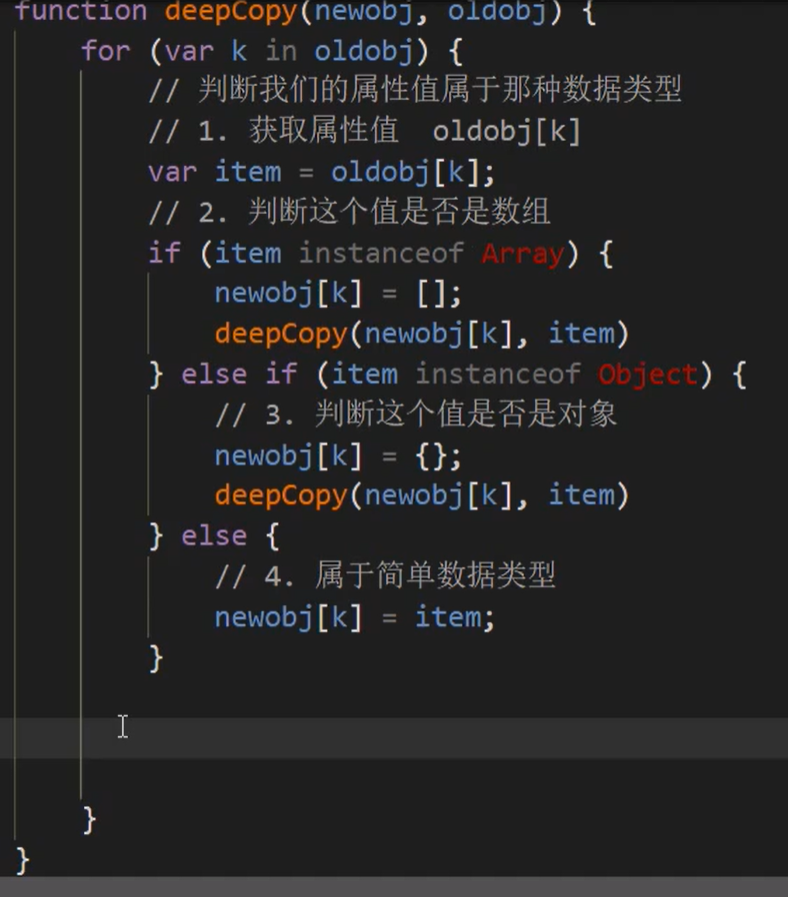 function deepCopy(newobj, oldobj) {
for (var k in oldobj) {
// 判断我们的属性值属于那种数据类型
// 1. 获取属性值  oldobj[k]
var item = oldobj[k];
// 2. 判断这个值是否是数组
if (item instanceof Array) {
newobj[k] = [];
deepCopy(newobj[k], item)
} else if (item instanceof Object) {
// 3. 判断这个值是否是对象
newobj[k] = {};
deepCopy(newobj[k], item)
} else {
// 4. 属于简单数据类型
newobj[k] = item;
}
}
}